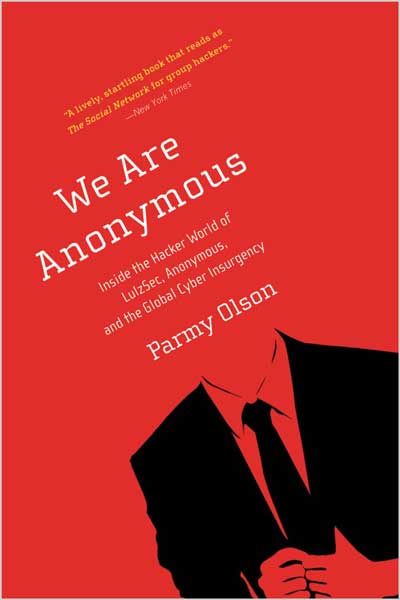 "A lively, startling book that reads as
The Social Network for group hackers."
—New York Times
We Are
Anonymous
Inside the Hacker World of
LulzSec, Anonymous,
and the Global Cyber Insurgency
Parmy Olson